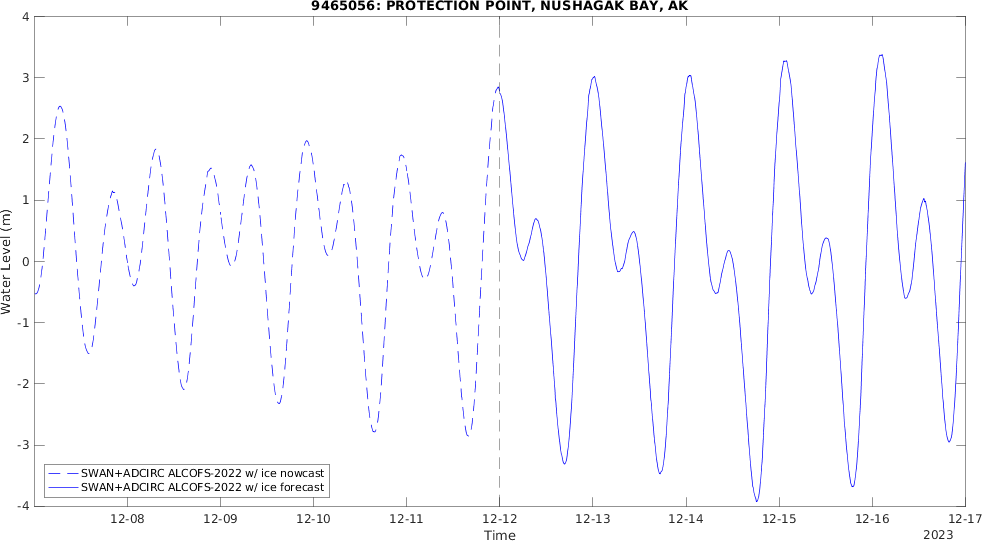 9465056: PROTECTION POINT, NUSHAGAK BAY, AK
4
3
2
1
0
-1
-2
-3
-4
Water Level (m)
SWAN+ADCIRC ALCOFS-2022 w/ ice nowcast
SWAN+ADCIRC ALCOFS-2022 w/ ice forecast
12-08 12-09 12-10 12-11 12-12 12-13 12-14 12-15 12-16 12-17
Time
2023